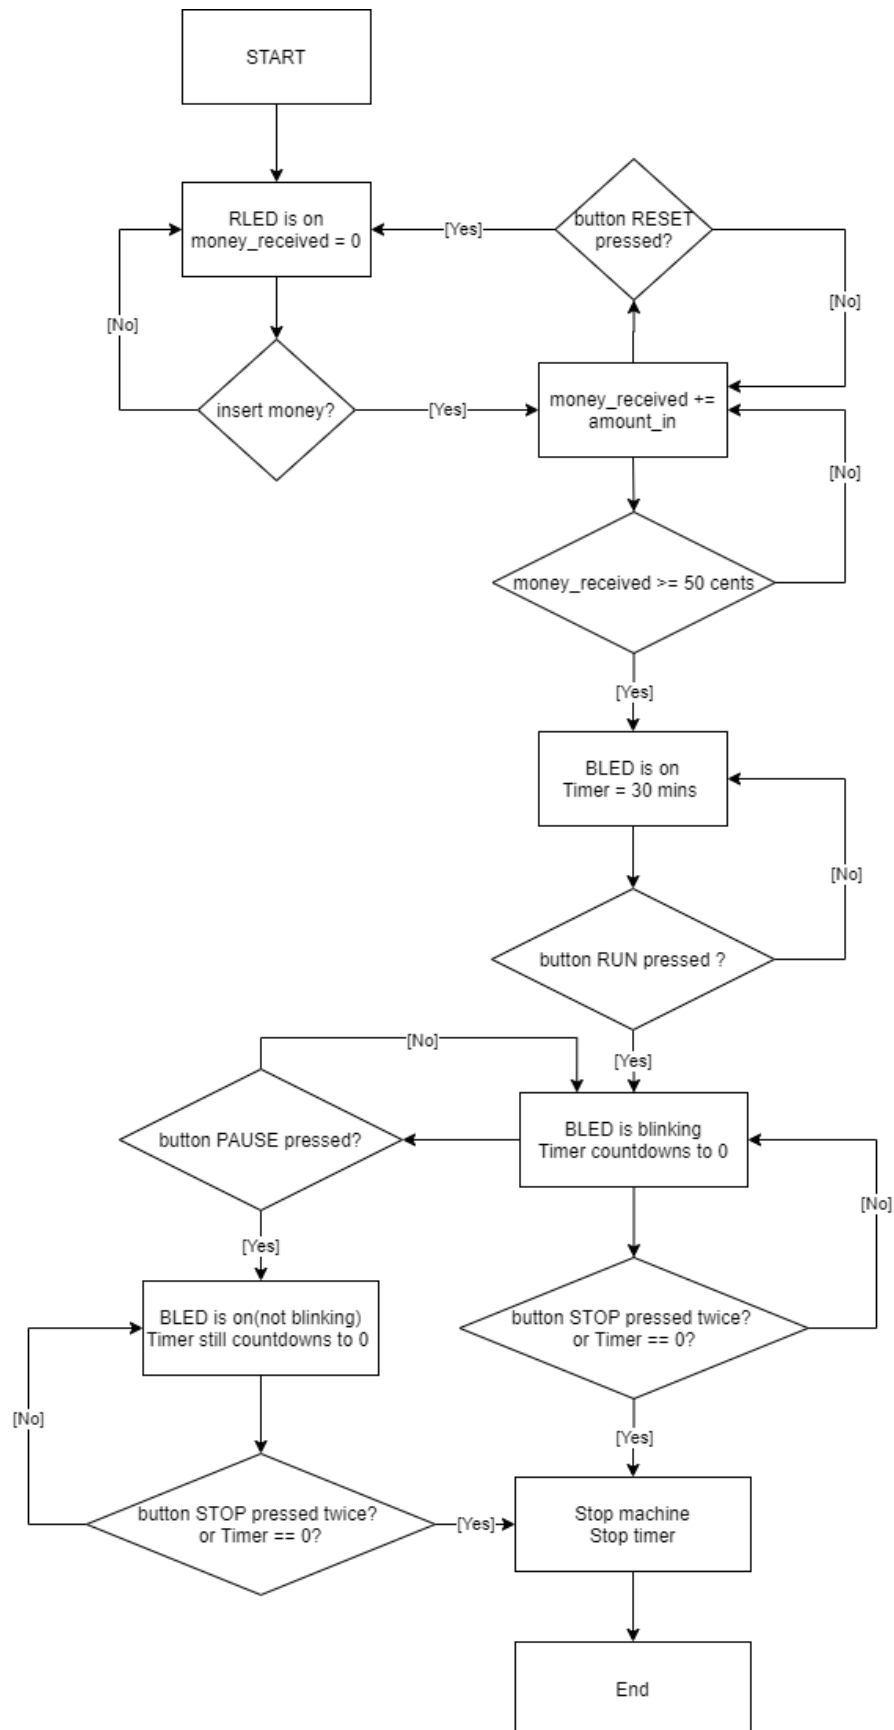 START
RLED is on
money_received = 0
button RESET
pressed?
[Yes]
[No]
[No]
insert money?
[Yes]
money_received +=
amount_in
[No]
money_received >= 50 cents
[Yes]
BLED is on
Timer = 30 mins
[No]
button RUN pressed ?
[No]
[Yes]
button PAUSE pressed?
BLED is blinking
Timer countdowns to 0
[No]
[Yes]
BLED is on(not blinking)
Timer still countdowns to 0
button STOP pressed twice?
or Timer == 0?
[No]
[Yes]
button STOP pressed twice?
or Timer == 0?
[Yes]
Stop machine
Stop timer
End